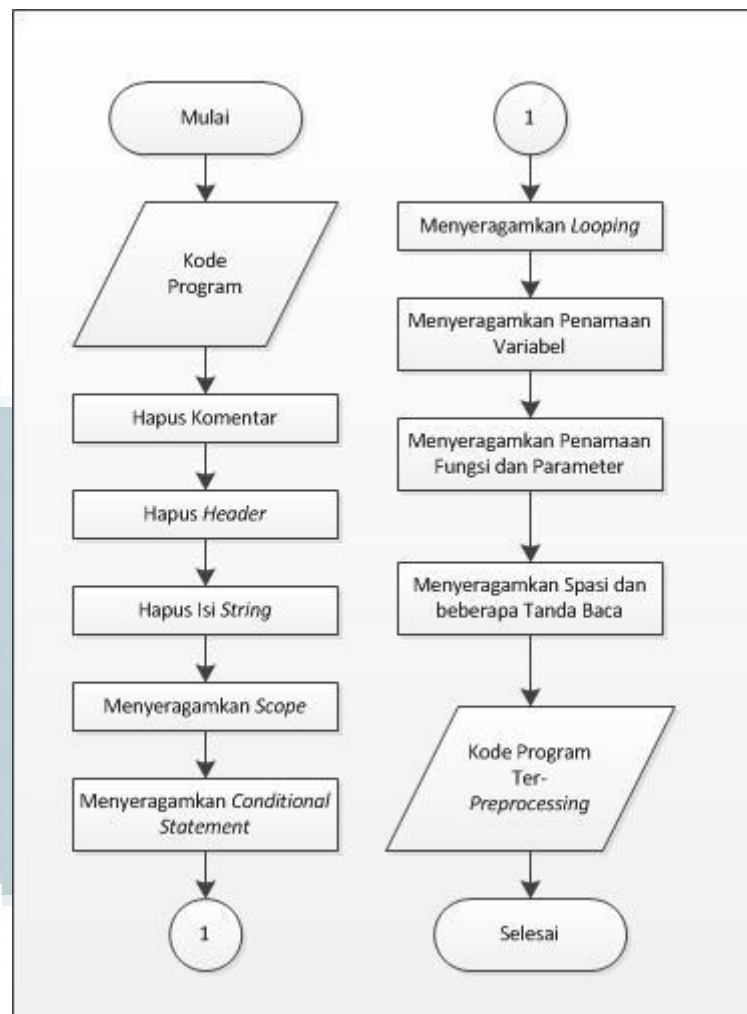 Mulai
Kode
Program
Hapus Komentar
Hapus Header
Hapus Isi String
Menyeragamkan Scope
Menyeragamkan Conditional
Statement
1
1
Menyeragamkan Looping
Menyeragamkan Penamaan
Variabel
Menyeragamkan Penamaan
Fungsi dan Parameter
Menyeragamkan Spasi dan
beberapa Tanda Baca
Kode Program
Ter-
Preprocessing
Selesai